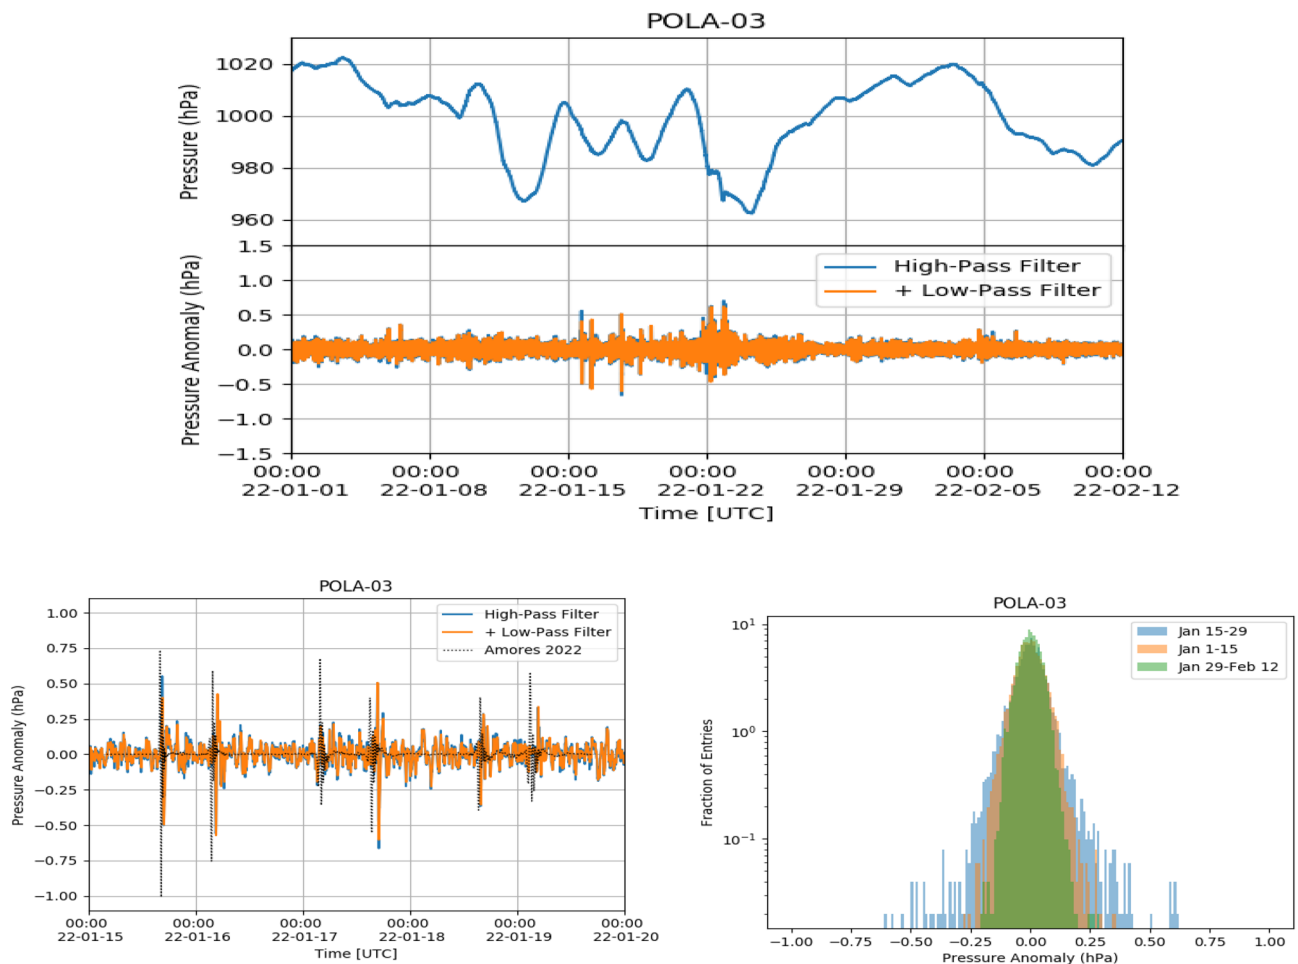 POLA-03
Pressure (hPa)
1020
1000
980
960
Pressure Anomaly (hPa)
1.5
1.0
0.5
0.0
−0.5
−1.0
−1.5
High-Pass Filter
+ Low-Pass Filter
00:00 00:00 00:00 00:00 00:00 00:00 00:00
22-01-01 22-01-08 22-01-15 22-01-22 22-01-29 22-02-05 22-02-12
Time [UTC]
POLA-03
Pressure Anomaly (hPa)
1.00
0.75
0.50
0.25
0.00
−0.25
−0.50
−0.75
−1.00
High-Pass Filter
+ Low-Pass Filter
Amores 2022
00:00 00:00 00:00 00:00 00:00 00:00
22-01-15 22-01-16 22-01-17 22-01-18 22-01-19 22-01-20
Time [UTC]
POLA-03
Fraction of Entries
10¹
10⁰
10⁻¹
Jan 15-29
Jan 1-15
Jan 29-Feb 12
−1.00 −0.75 −0.50 −0.25 0.00 0.25 0.50 0.75 1.00
Pressure Anomaly (hPa)